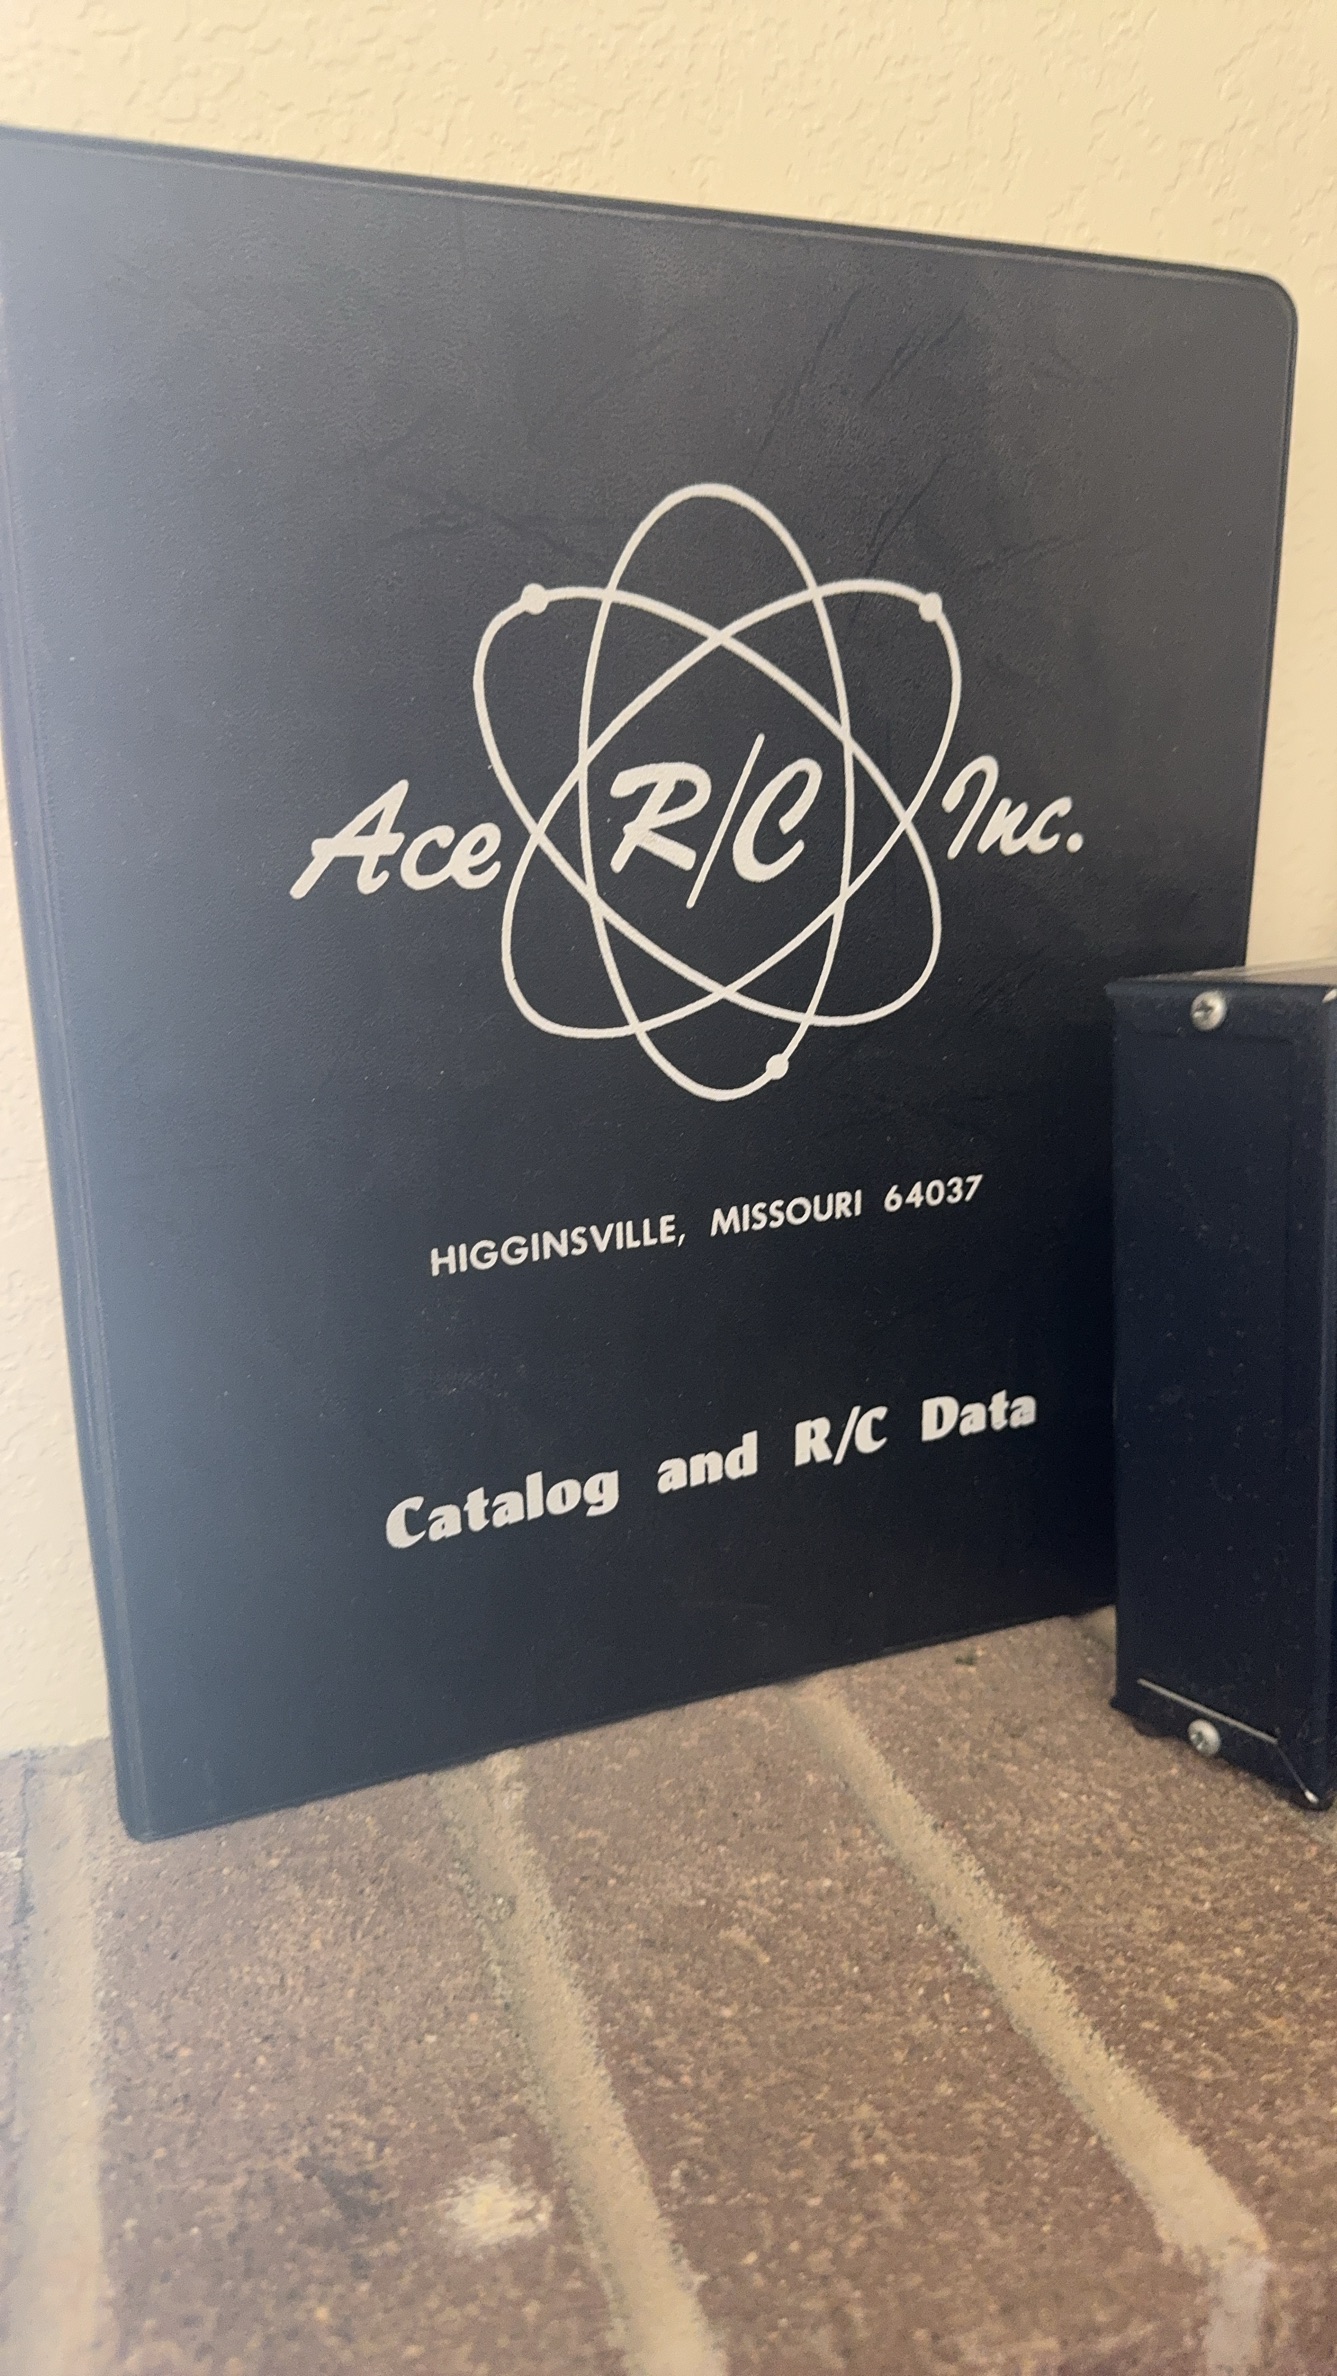 Ace R/C Inc.
HIGGINSVILLE, MISSOURI 64037
Catalog and R/C Data